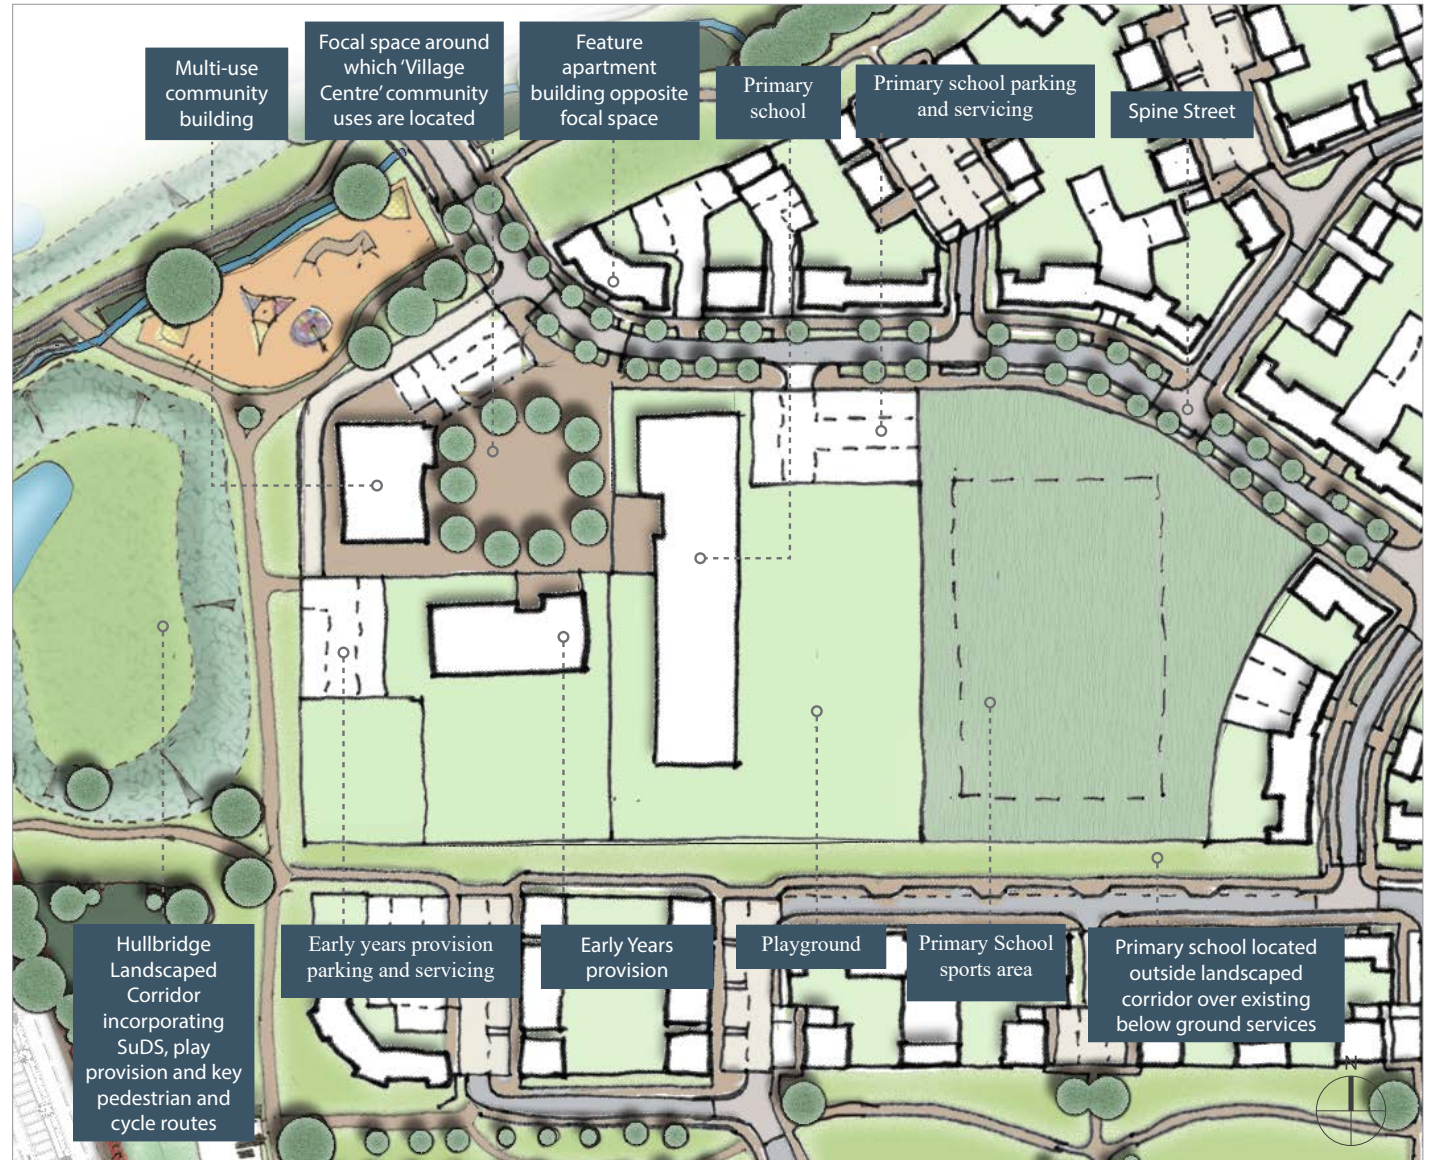 Multi-use
community
building
Focal space around
which ‘Village
Centre’ community
uses are located
Feature
apartment
building opposite
focal space
Primary
school
Primary school parking
and servicing
Spine Street
Hullbridge
Landscaped
Corridor
incorporating
SuDS, play
provision and key
pedestrian and
cycle routes
Early years provision
parking and servicing
Early Years
provision
Playground
Primary School
sports area
Primary school located
outside landscaped
corridor over existing
below ground services
N